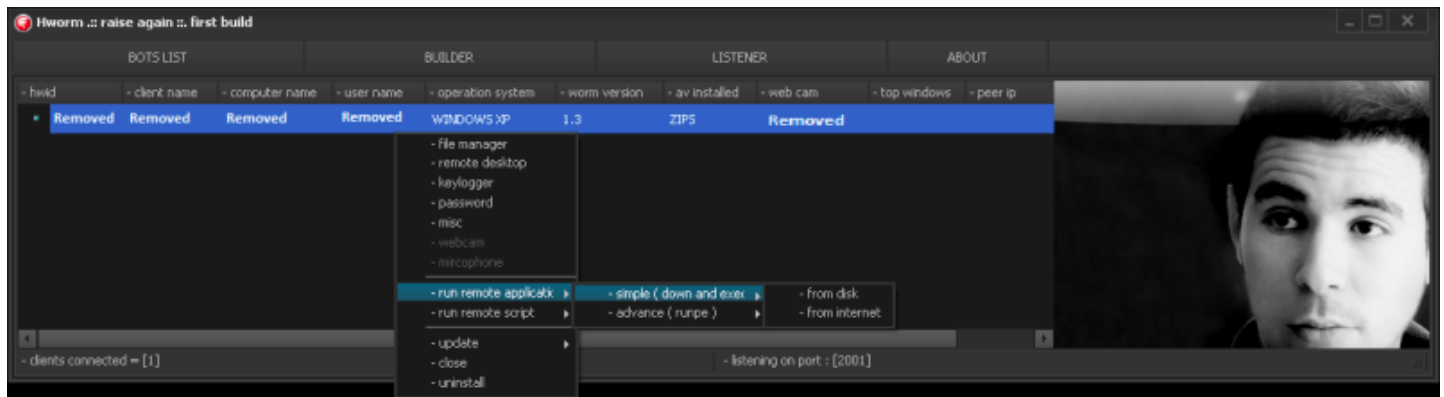 Hworm .:: raise again ::. first build
BOTS LIST BUILDER LISTENER ABOUT
- hwid - client name - computer name - user name - operation system - worm version - av installed - web cam - top windows - peer ip
Removed Removed Removed Removed WINDOWS XP 1.3 ZIPS Removed
- file manager
- remote desktop
- keylogger
- password
- misc
- webcam
- mircophone
- run remote applicatic - simple ( down and exec - from disk
- run remote script - advance ( runpe ) - from internet
- update
- close
- uninstall
- clients connected = [1] - listening on port : [2001]